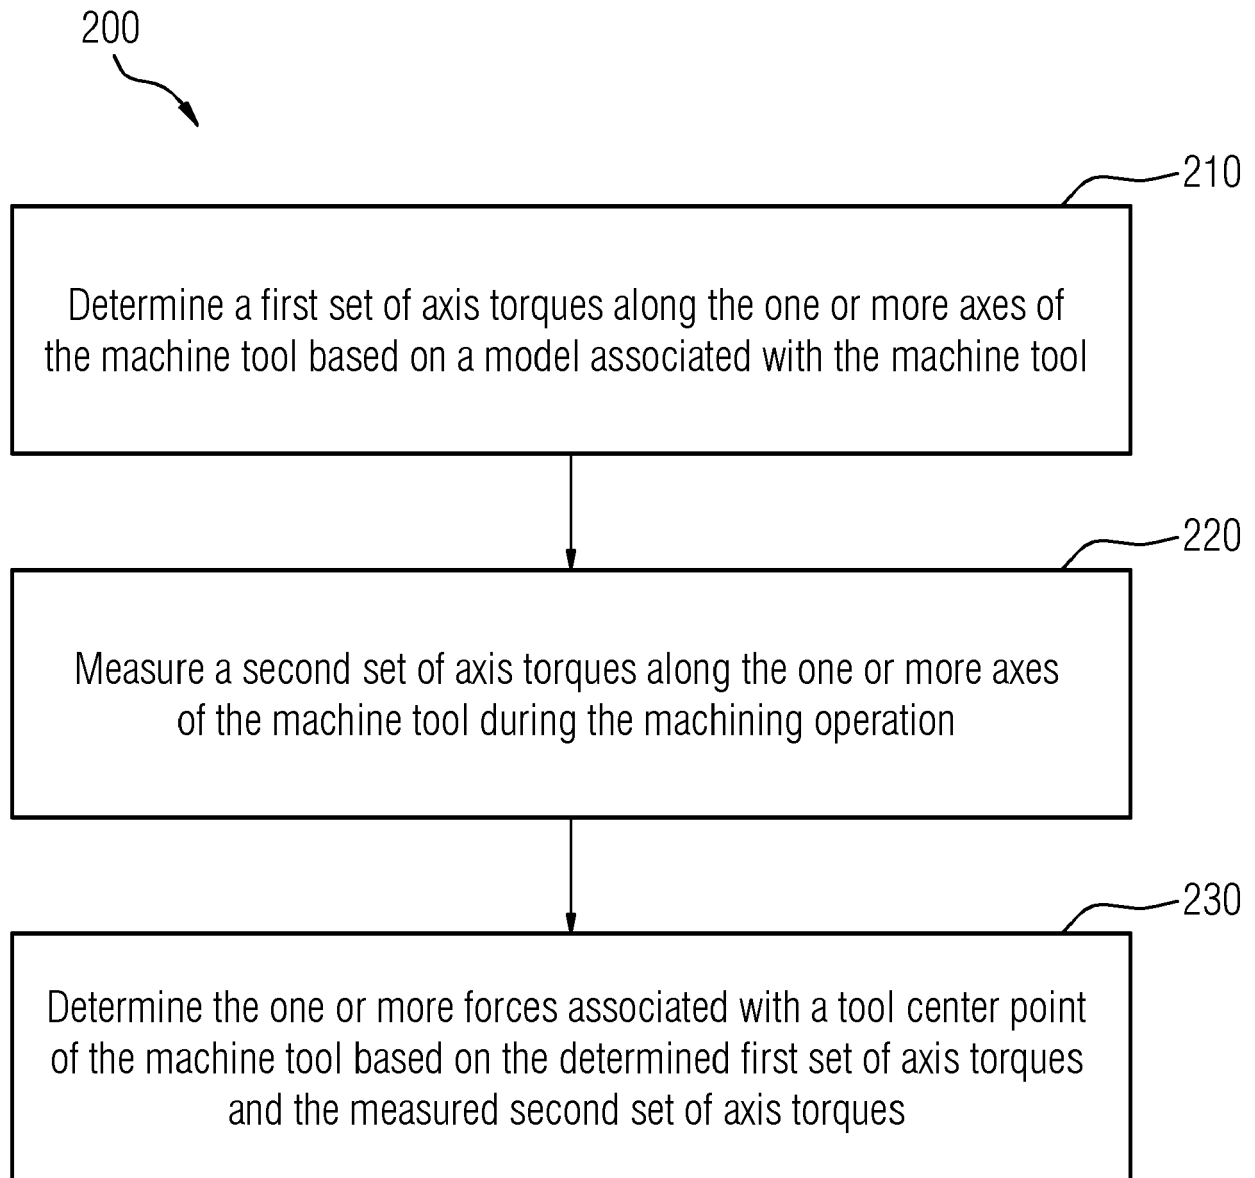 200
210
Determine a first set of axis torques along the one or more axes of
the machine tool based on a model associated with the machine tool
220
Measure a second set of axis torques along the one or more axes
of the machine tool during the machining operation
230
Determine the one or more forces associated with a tool center point
of the machine tool based on the determined first set of axis torques
and the measured second set of axis torques